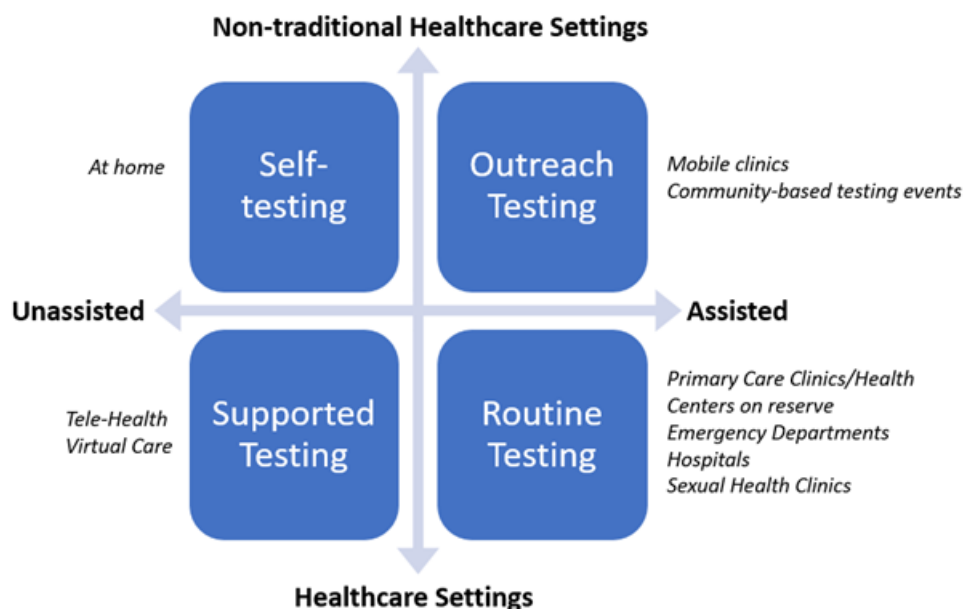 Non-traditional Healthcare Settings
At home
Self-
testing
Outreach
Testing
Mobile clinics
Community-based testing events
Unassisted
Assisted
Tele-Health
Virtual Care
Supported
Testing
Routine
Testing
Primary Care Clinics/Health
Centers on reserve
Emergency Departments
Hospitals
Sexual Health Clinics
Healthcare Settings